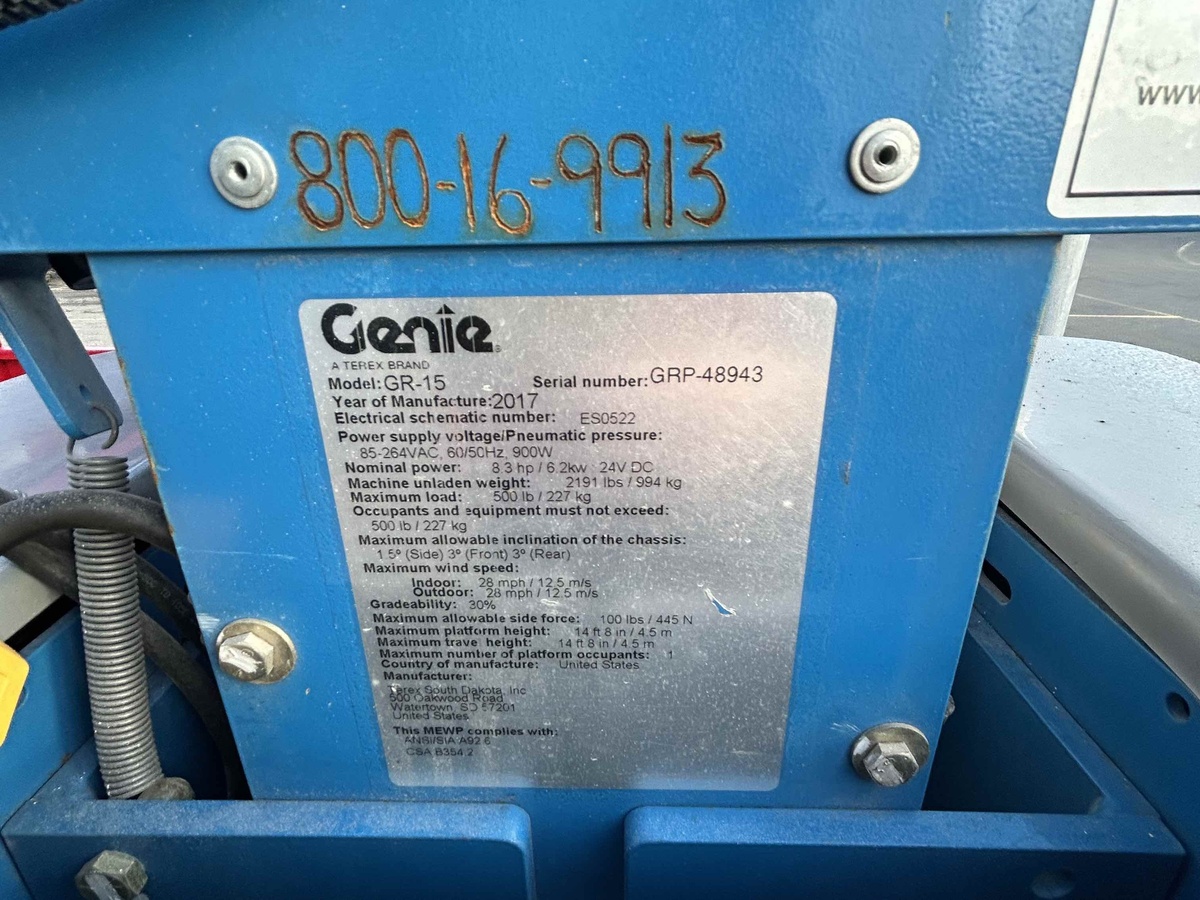 www
800-16-9913
Genie
A TEREX BRAND
Model: GR-15 Serial number: GRP-48943
Year of Manufacture: 2017
Electrical schematic number: ES0522
Power supply voltage/Pneumatic pressure:
85-264VAC, 60/50Hz, 900W
Nominal power: 8.3 hp / 6.2kw 24V DC
Machine unladen weight: 2191 lbs / 994 kg
Maximum load: 500 lb / 227 kg
Occupants and equipment must not exceed:
500 lb / 227 kg
Maximum allowable inclination of the chassis:
1.5º (Side) 3º (Front) 3º (Rear)
Maximum wind speed:
Indoor: 28 mph / 12.5 m/s
Outdoor: 28 mph / 12.5 m/s
Gradeability: 30%
Maximum allowable side force: 100 lbs / 445 N
Maximum platform height: 14 ft 8 in / 4.5 m
Maximum travel height: 14 ft 8 in / 4.5 m
Maximum number of platform occupants: 1
Country of manufacture: United States
Manufacturer:
Terex South Dakota, Inc
500 Oakwood Road
Watertown, SD 57201
United States
This MEWP complies with:
ANSI/SIA A92.6
CSA B354.2